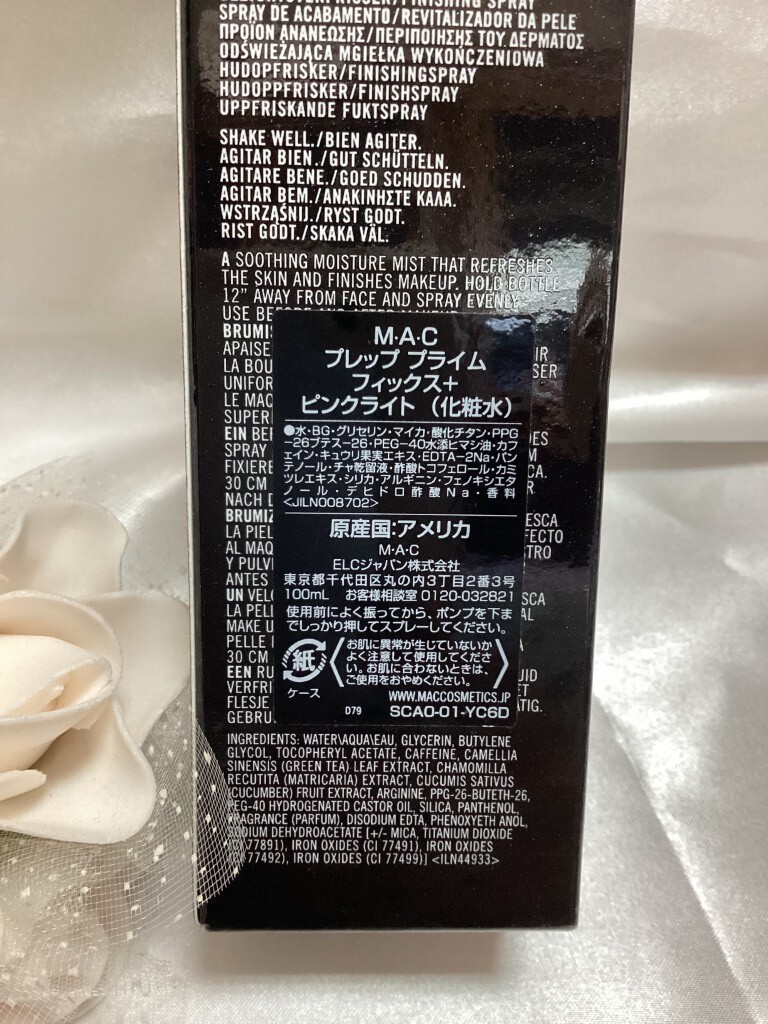 FINISHING SPRAY
SPRAY DE ACABAMENTO/REVITALIZADOR DA PELE
ΠΡΟΪΟΝ ΑΝΑΝΕΩΣΗΣ/ΠΕΡΙΠΟΙΗΣΗΣ ΤΟΥ ΔΕΡΜΑΤΟΣ
ODŚWIEŻAJĄCA MGIEŁKA WYKOŃCZENIOWA
HUDOPFRISKER/FINISHINGSPRAY
HUDOPPFRISKER/FINISHSPRAY
UPPFRISKANDE FUKTSPRAY
SHAKE WELL./BIEN AGITER.
AGITAR BIEN./GUT SCHÜTTELN.
AGITARE BENE./GOED SCHUDDEN.
AGITAR BEM./ΑΝΑΚΙΝΗΣΤΕ ΚΑΛΑ.
WSTRZĄŚNIJ./RYST GODT.
RIST GODT./SKAKA VÄL.
A SOOTHING MOISTURE MIST THAT REFRESHES
THE SKIN AND FINISHES MAKEUP. HOLD BOTTLE
12" AWAY FROM FACE AND SPRAY EVENLY.
M·A·C
プレップ プライム
フィックス+
ピンクライト（化粧水）
●水・BG・グリセリン・マイカ・酸化チタン・PPG
-26ブテス-26・PEG-40水添ヒマシ油・カフ
ェイン・キュウリ果実エキス・EDTA-2Na・パン
テノール・チャ乾留液・酢酸トコフェロール・カミ
ツレエキス・シリカ・アルギニン・フェノキシエタ
ノール・デヒドロ酢酸Na・香料
<JILN008702>
原産国:アメリカ
M·A·C
ELCジャパン株式会社
東京都千代田区丸の内3丁目2番3号
100mL お客様相談室 0120-032821
使用前によく振ってから、ポンプを下ま
でしっかり押してスプレーしてください。
紙
ケース
お肌に異常が生じていないか
よく注意して使用してくださ
い。お肌に合わないときは、
ご使用をおやめください。
WWW.MACCOSMETICS.JP
D79 SCA0-01-YC6D
INGREDIENTS: WATER\AQUA\EAU, GLYCERIN, BUTYLENE
GLYCOL, TOCOPHERYL ACETATE, CAFFEINE, CAMELLIA
SINENSIS (GREEN TEA) LEAF EXTRACT, CHAMOMILLA
RECUTITA (MATRICARIA) EXTRACT, CUCUMIS SATIVUS
(CUCUMBER) FRUIT EXTRACT, ARGININE, PPG-26-BUTETH-26,
PEG-40 HYDROGENATED CASTOR OIL, SILICA, PANTHENOL,
FRAGRANCE (PARFUM), DISODIUM EDTA, PHENOXYETHANOL,
SODIUM DEHYDROACETATE [+/- MICA, TITANIUM DIOXIDE
(CI 77891), IRON OXIDES (CI 77491), IRON OXIDES
(CI 77492), IRON OXIDES (CI 77499)] <ILN44933>